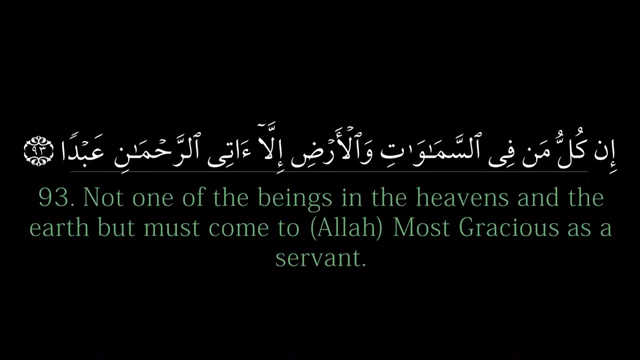 إِن كُلُّ مَن فِى ٱلسَّمَـٰوَٰتِ وَٱلْأَرْضِ إِلَّآ ءَاتِى ٱلرَّحْمَـٰنِ عَبْدًا ٩٣
93. Not one of the beings in the heavens and the
earth but must come to (Allah) Most Gracious as a
servant.